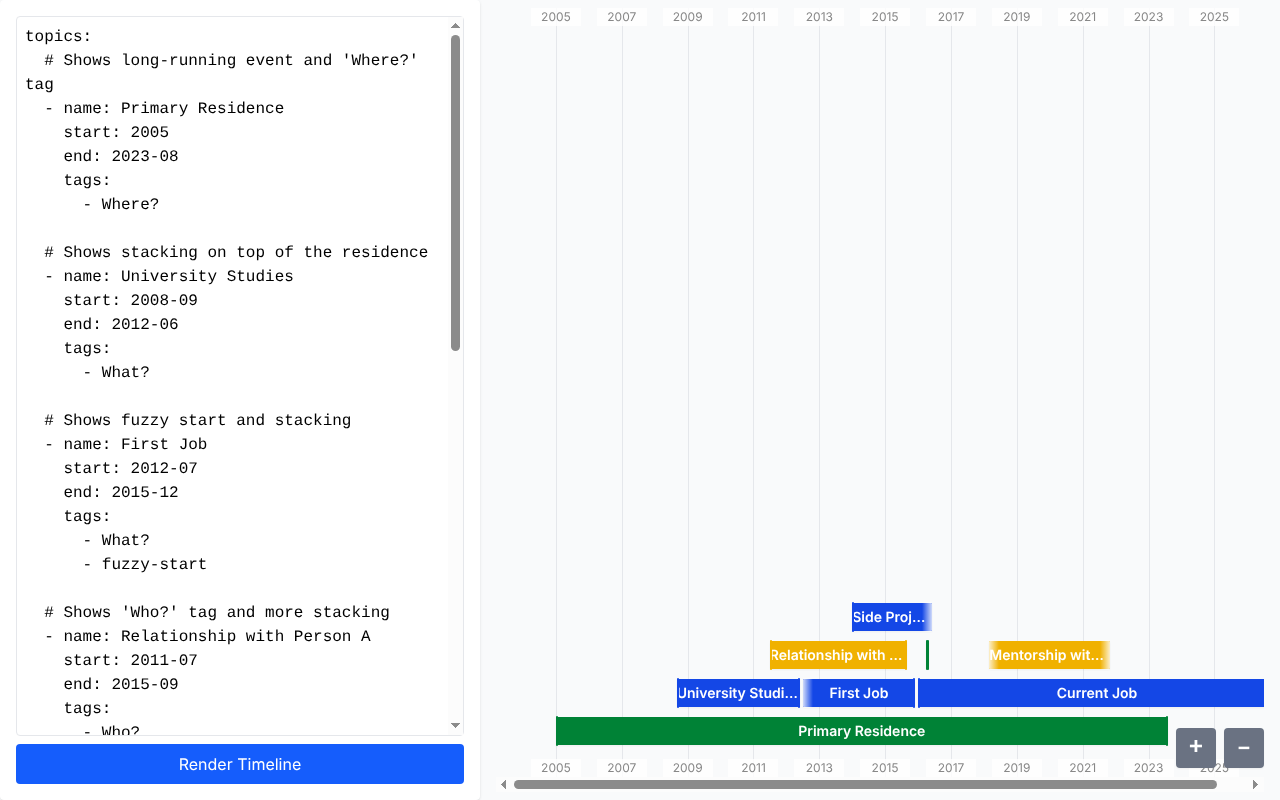 topics:
# Shows long-running event and 'Where?'
tag
- name: Primary Residence
start: 2005
end: 2023-08
tags:
- Where?
# Shows stacking on top of the residence
- name: University Studies
start: 2008-09
end: 2012-06
tags:
- What?
# Shows fuzzy start and stacking
- name: First Job
start: 2012-07
end: 2015-12
tags:
- What?
- fuzzy-start
# Shows 'Who?' tag and more stacking
- name: Relationship with Person A
start: 2011-07
end: 2015-09
tags:
- Who?
Render Timeline
2005 2007 2009 2011 2013 2015 2017 2019 2021 2023 2025
Side Proj...
Relationship with ... Mentorship wit...
University Studi... First Job Current Job
Primary Residence
+ −
2005 2007 2009 2011 2013 2015 2017 2019 2021 2023 2025